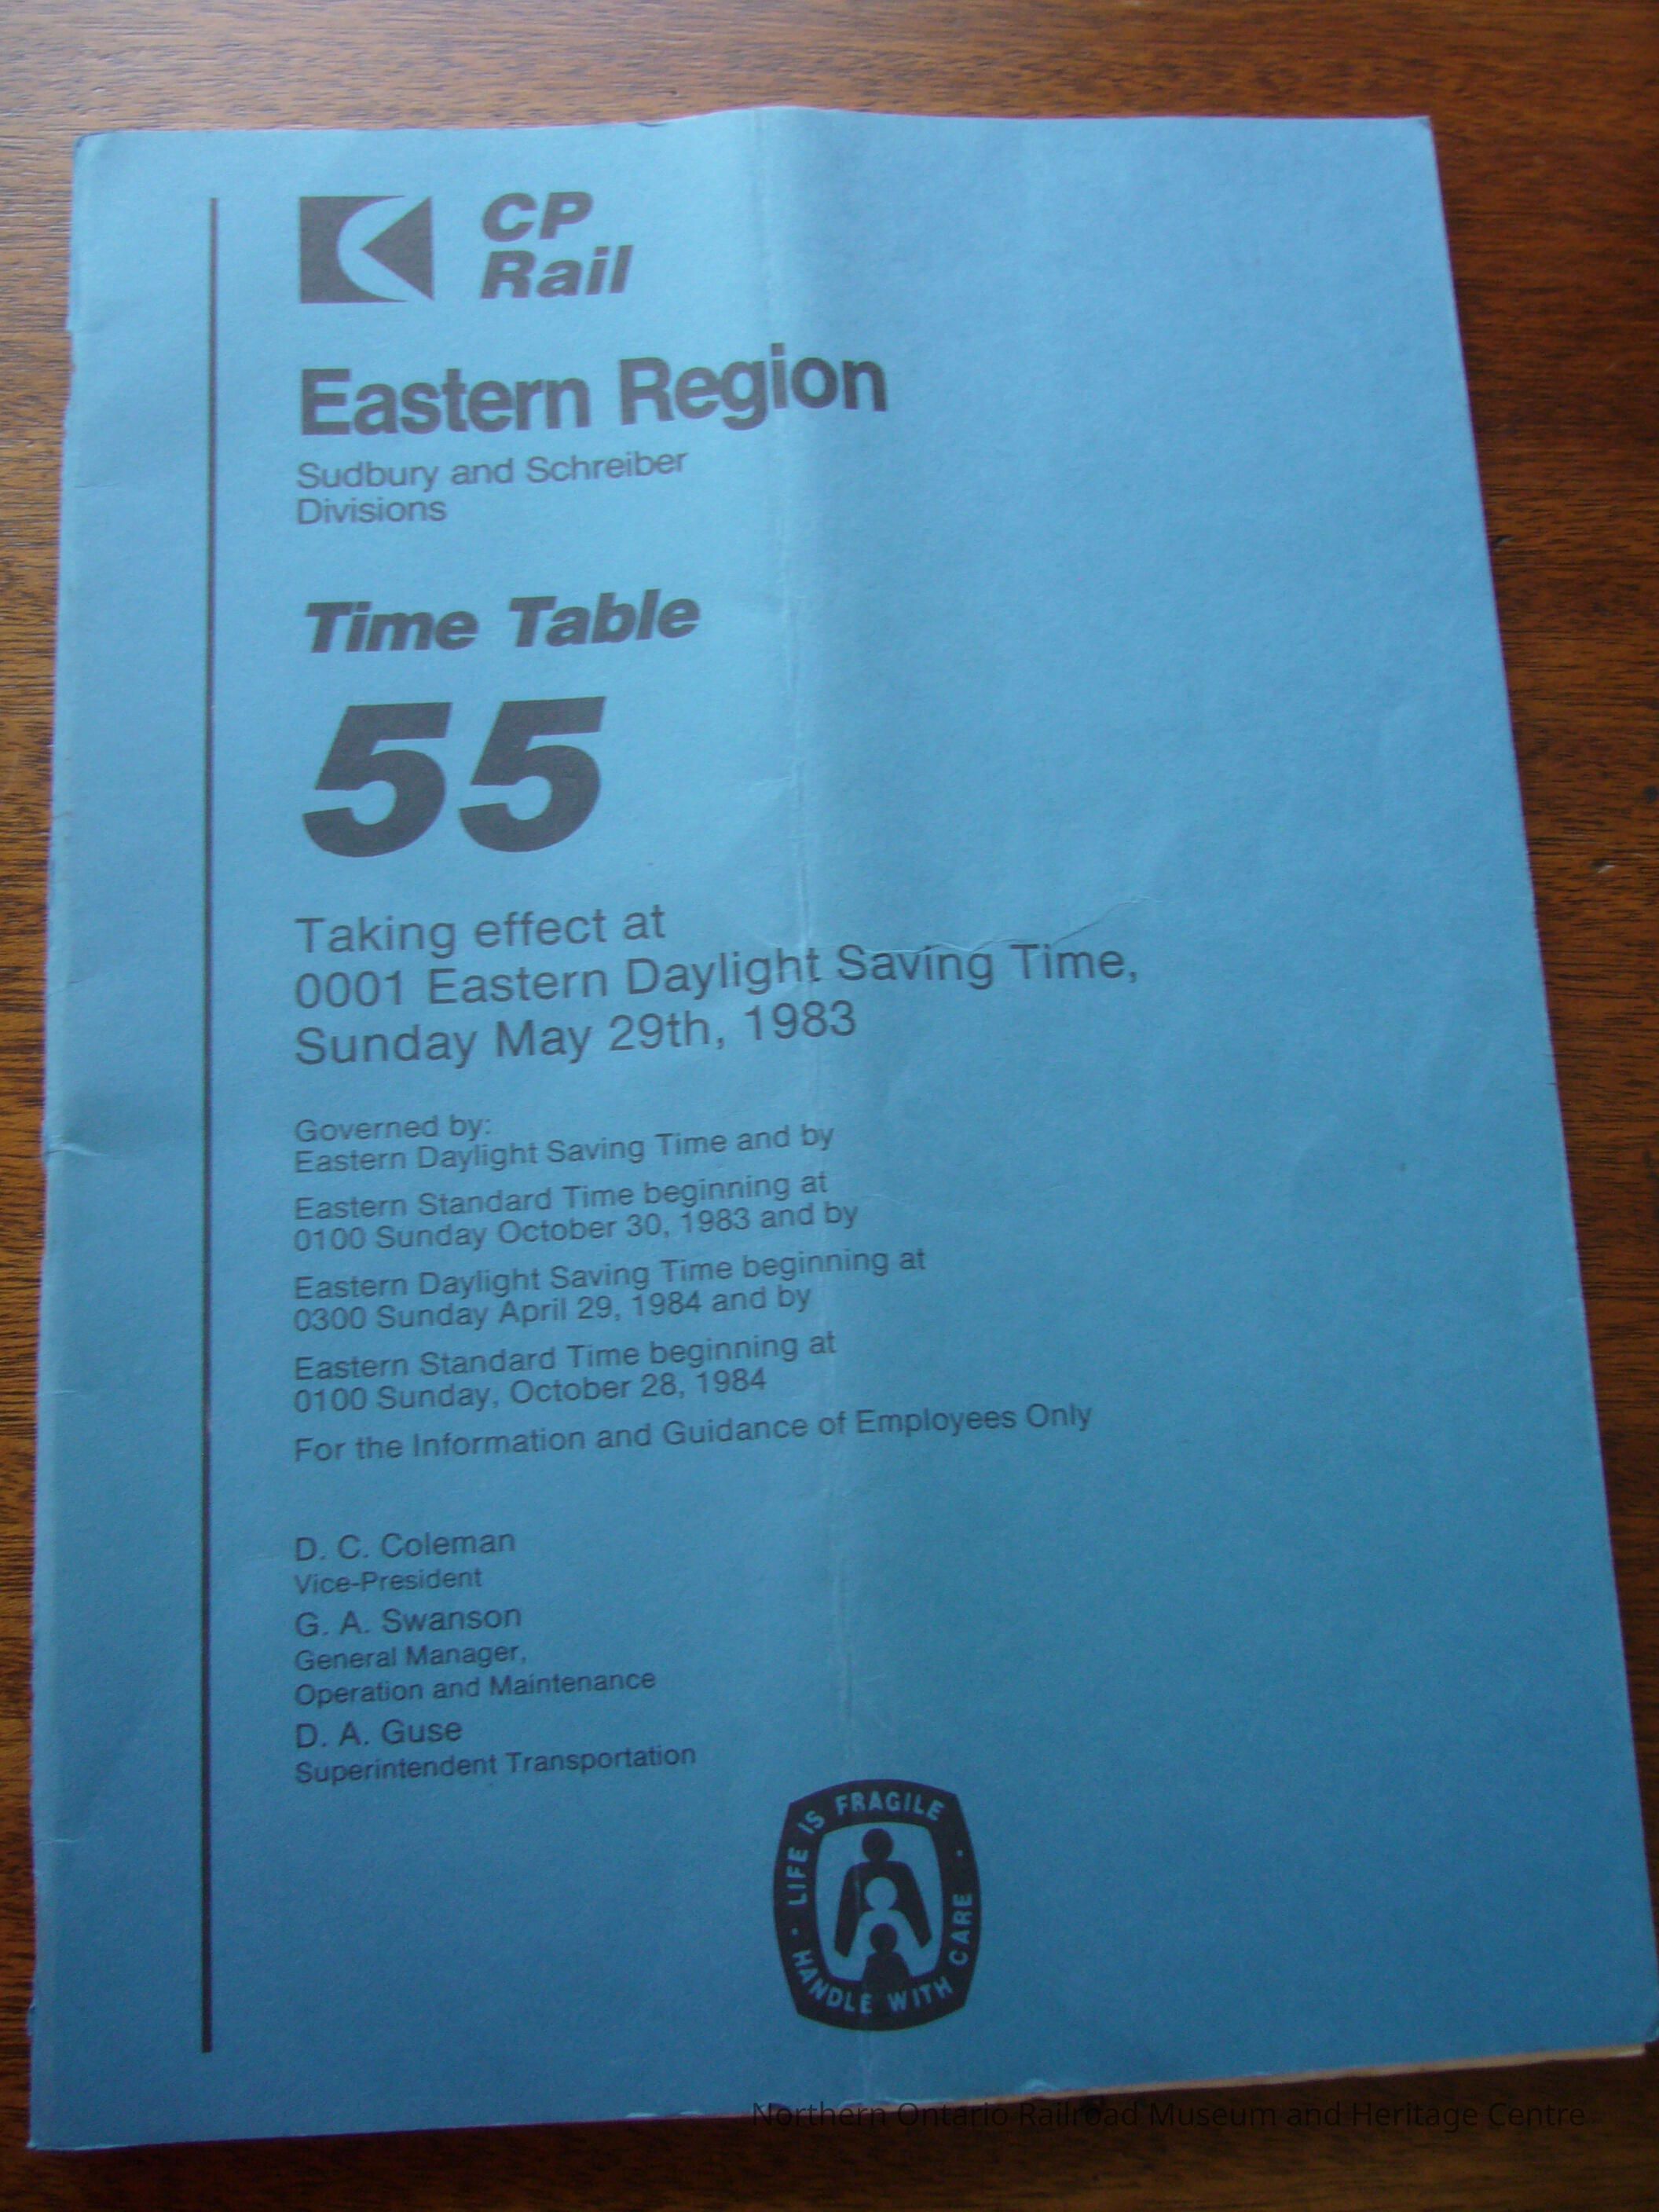 CP
Rail
Eastern Region
Sudbury and Schreiber
Divisions
Time Table
55
Taking effect at
0001 Eastern Daylight Saving Time,
Sunday May 29th, 1983
Governed by:
Eastern Daylight Saving Time and by
Eastern Standard Time beginning at
0100 Sunday October 30, 1983 and by
Eastern Daylight Saving Time beginning at
0300 Sunday April 29, 1984 and by
Eastern Standard Time beginning at
0100 Sunday, October 28, 1984
For the Information and Guidance of Employees Only
D. C. Coleman
Vice-President
G. A. Swanson
General Manager,
Operation and Maintenance
D. A. Guse
Superintendent Transportation
· LIFE IS FRAGILE ·
HANDLE WITH CARE
Northern Ontario Railroad Museum and Heritage Centre